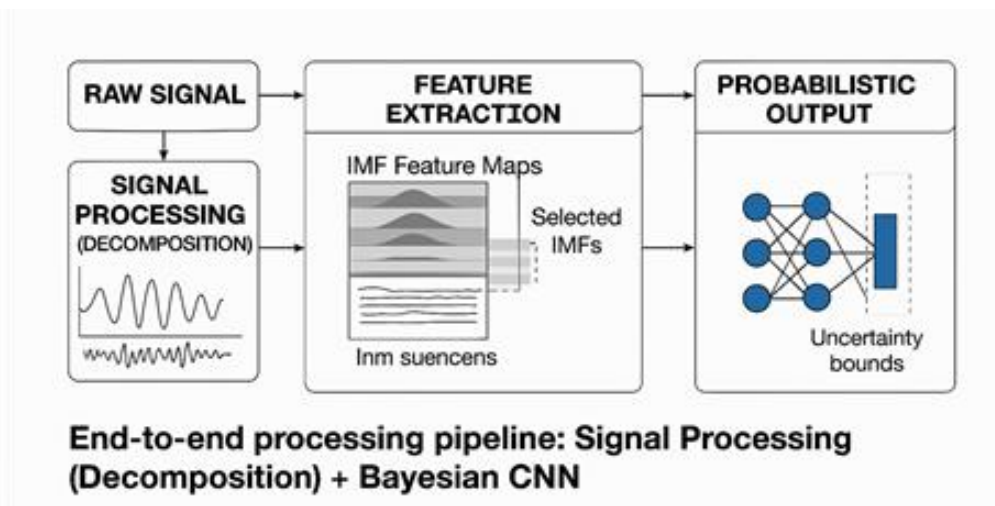 RAW SIGNAL
SIGNAL
PROCESSING
(DECOMPOSITION)
FEATURE
EXTRACTION
IMF Feature Maps
Selected
IMFs
Inm suencens
PROBABILISTIC
OUTPUT
Uncertainty
bounds
End-to-end processing pipeline: Signal Processing
(Decomposition) + Bayesian CNN